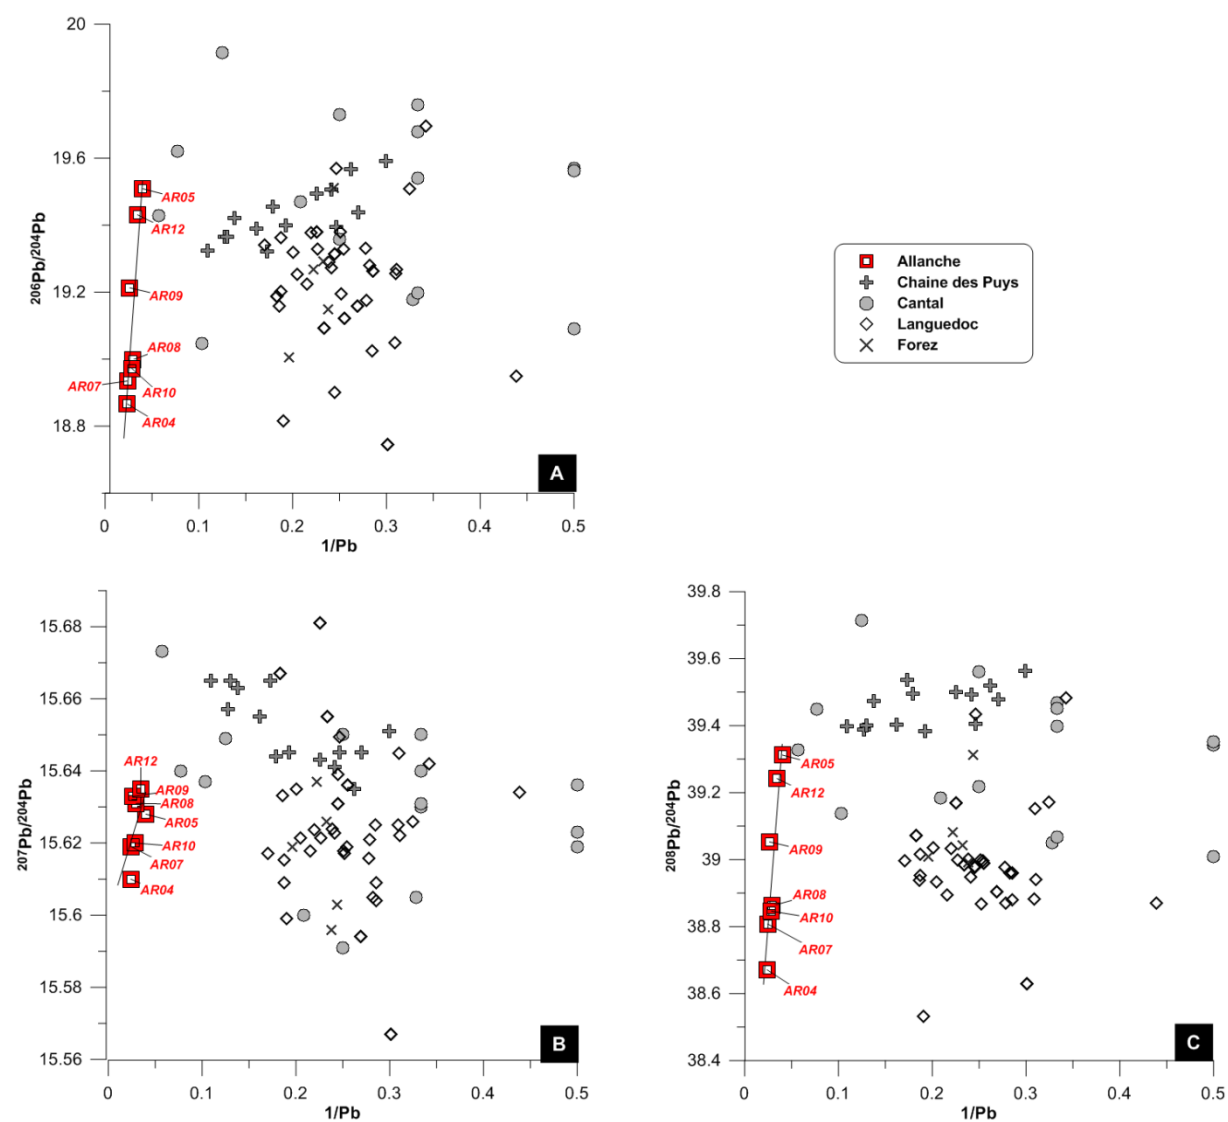 20
19.6
19.2
18.8
206Pb/204Pb
AR05
AR12
AR09
AR08
AR07
AR10
AR04
A
0 0.1 0.2 0.3 0.4 0.5
1/Pb
Allanche
Chaine des Puys
Cantal
Languedoc
Forez
15.68
15.66
15.64
15.62
15.6
15.58
15.56
207Pb/204Pb
AR12
AR09
AR08
AR05
AR10
AR07
AR04
B
0 0.1 0.2 0.3 0.4 0.5
1/Pb
39.8
39.6
39.4
39.2
39
38.8
38.6
38.4
208Pb/204Pb
AR05
AR12
AR09
AR08
AR10
AR07
AR04
C
0 0.1 0.2 0.3 0.4 0.5
1/Pb